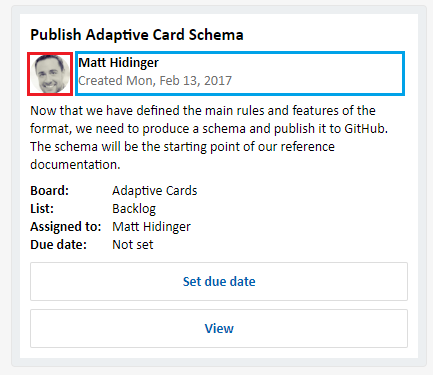 Publish Adaptive Card Schema
Matt Hidinger
Created Mon, Feb 13, 2017
Now that we have defined the main rules and features of the
format, we need to produce a schema and publish it to GitHub.
The schema will be the starting point of our reference
documentation.
Board: Adaptive Cards
List: Backlog
Assigned to: Matt Hidinger
Due date: Not set
Set due date
View